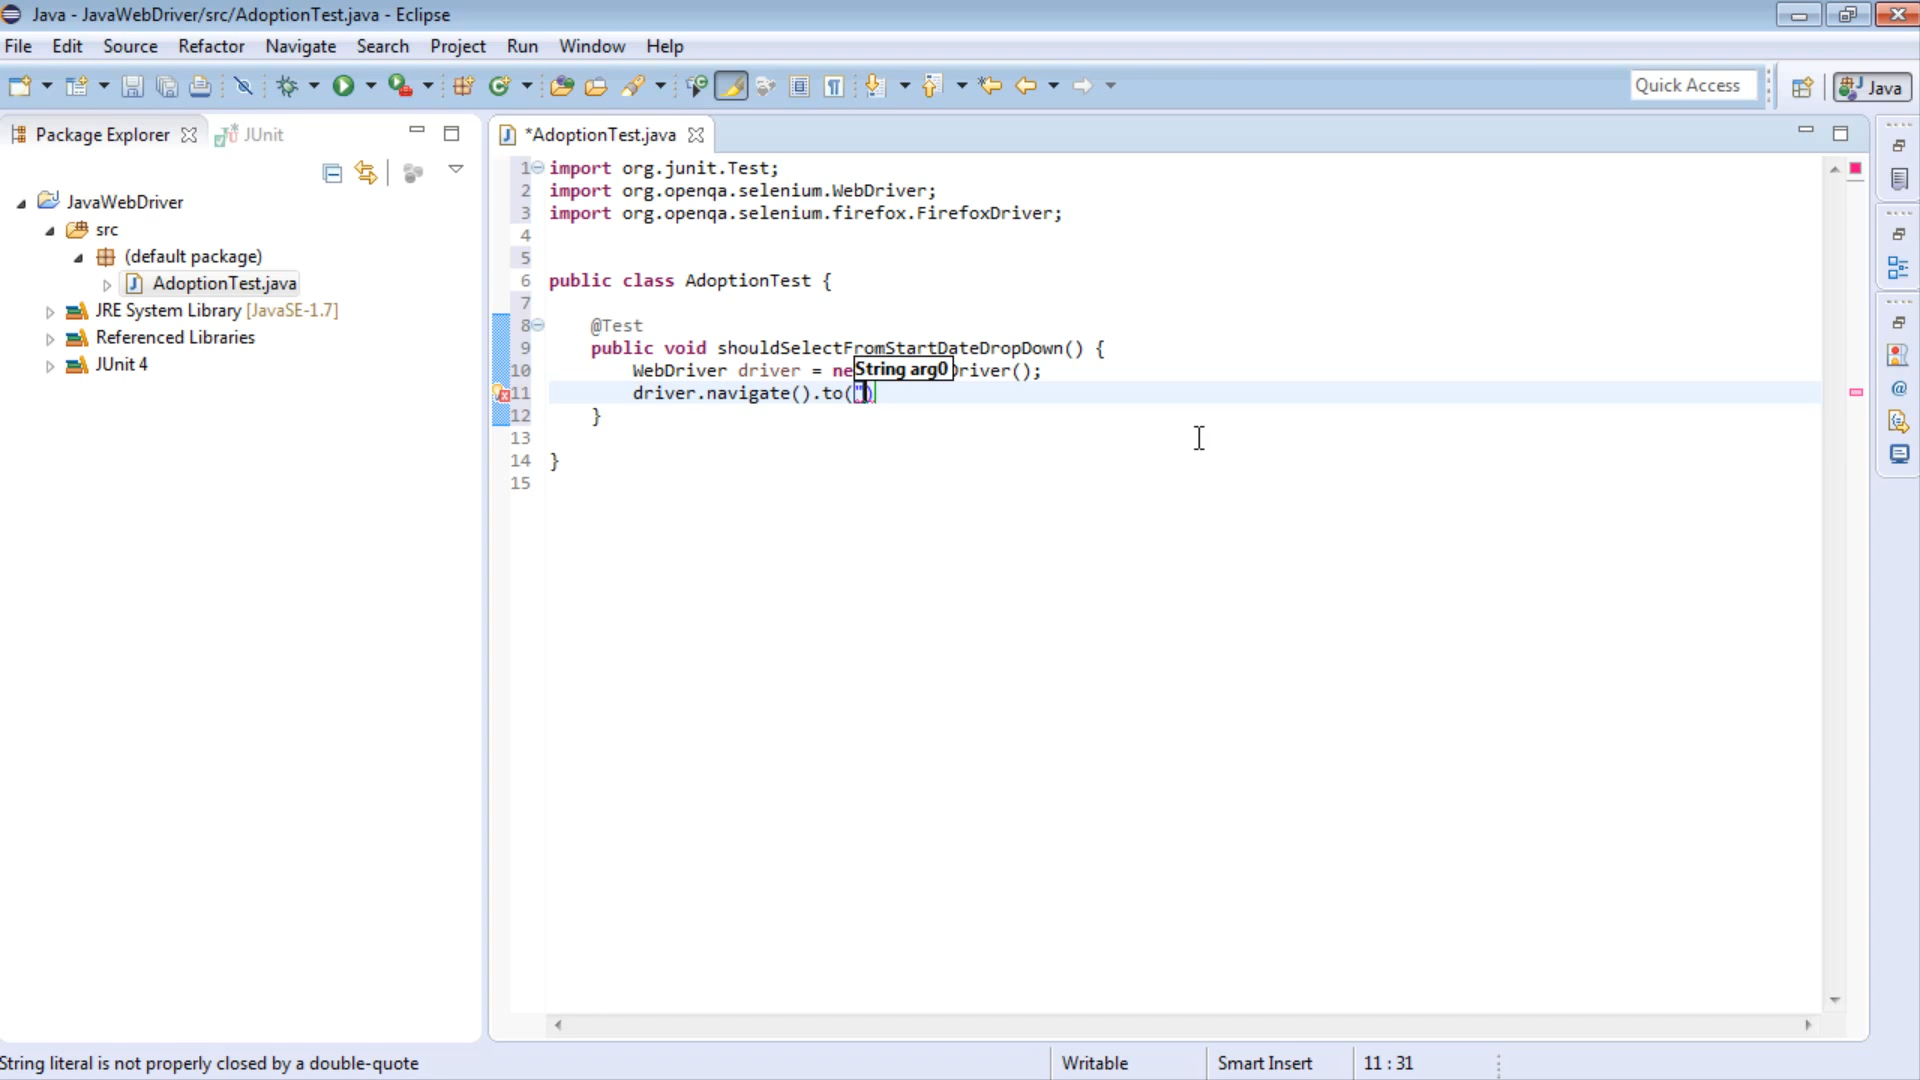 Java - JavaWebDriver/src/AdoptionTest.java - Eclipse
File Edit Source Refactor Navigate Search Project Run Window Help
Quick Access
Java
Package Explorer
JUnit
*AdoptionTest.java
JavaWebDriver
src
(default package)
AdoptionTest.java
JRE System Library [JavaSE-1.7]
Referenced Libraries
JUnit 4
1 import org.junit.Test;
2 import org.openqa.selenium.WebDriver;
3 import org.openqa.selenium.firefox.FirefoxDriver;
4
5
6 public class AdoptionTest {
7
8 @Test
9 public void shouldSelectFromStartDateDropDown() {
10 WebDriver driver = ne String arg0 Driver();
11 driver.navigate().to(")
12 }
13
14 }
15
String literal is not properly closed by a double-quote
Writable
Smart Insert
11 : 31